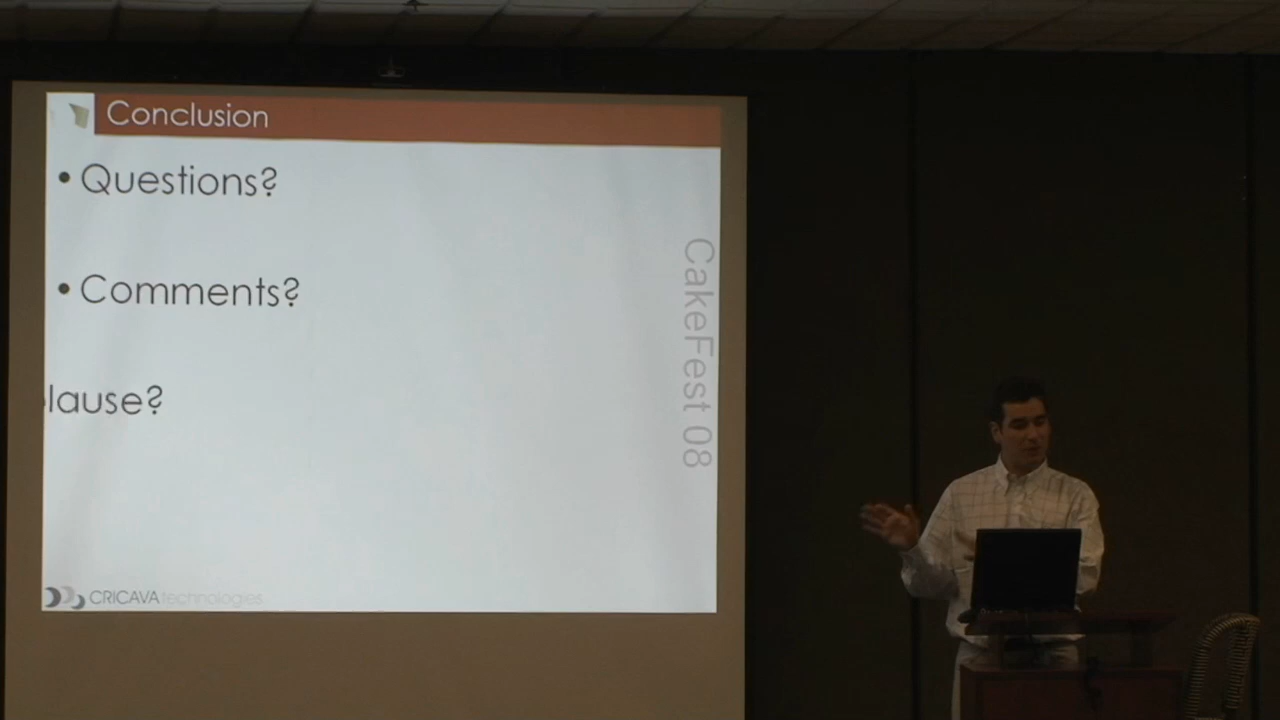 Conclusion
• Questions?
• Comments?
lause?
CakeFest 08
CRICAVA technologies